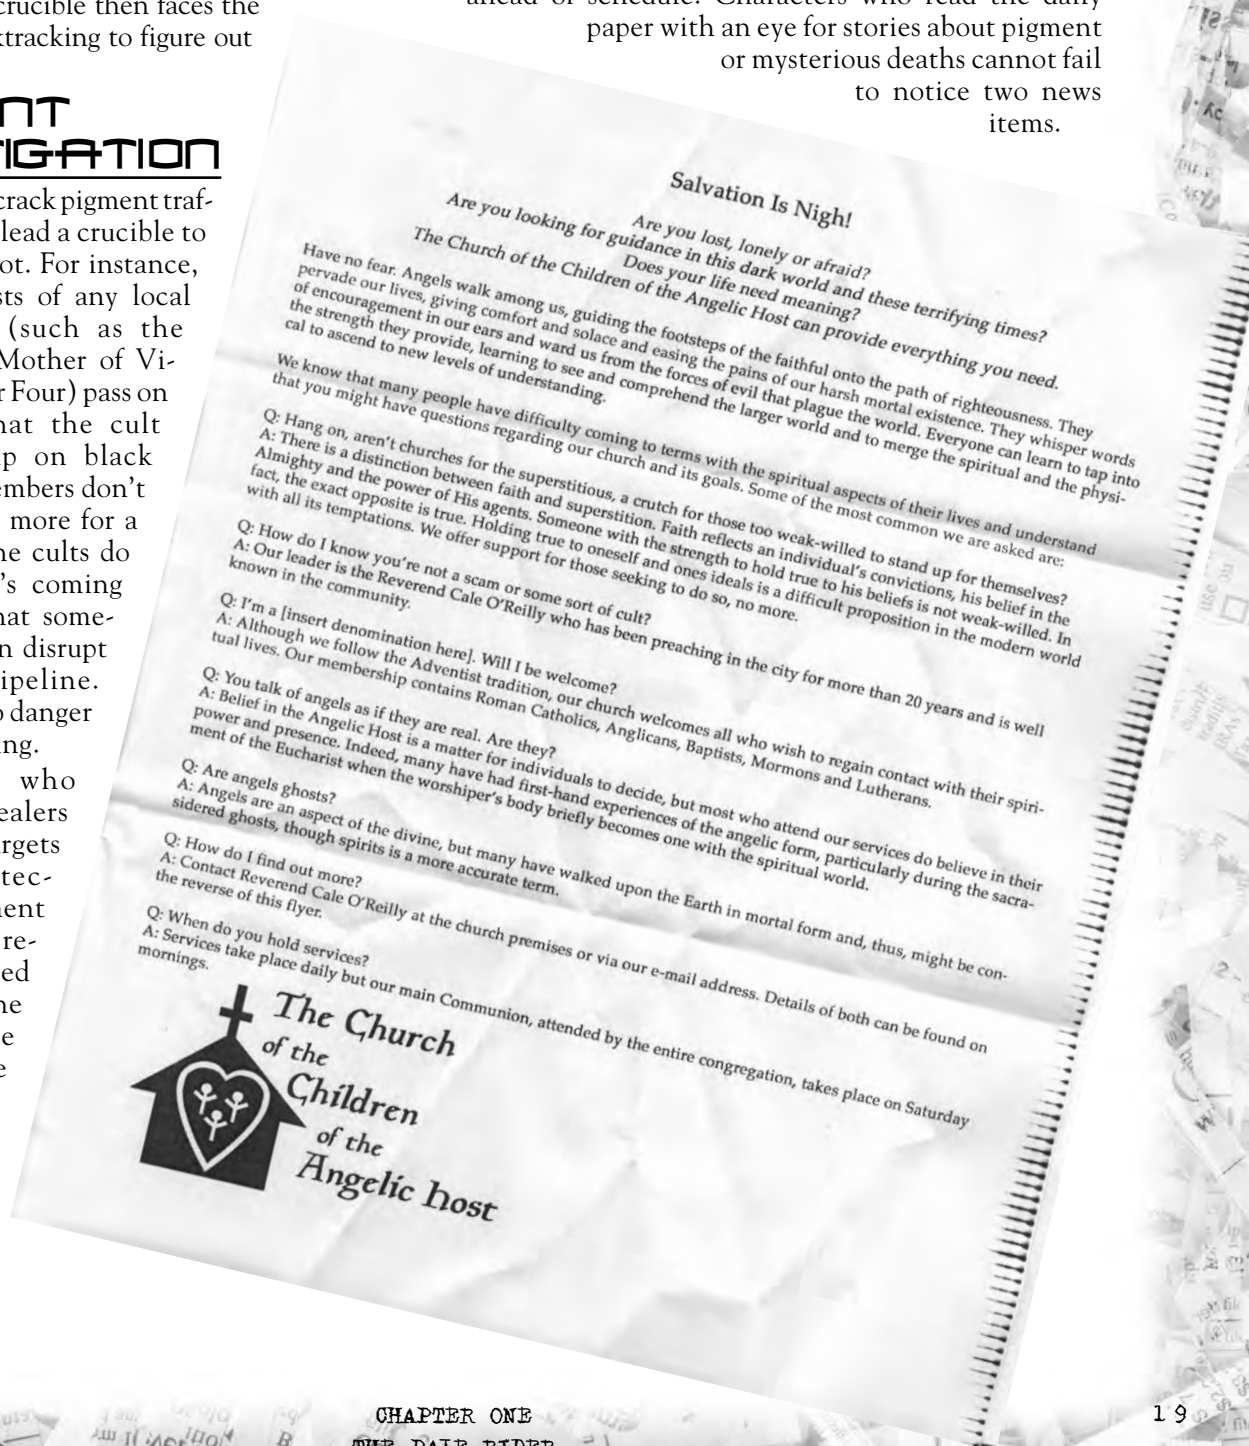 crucible then faces the
tracking to figure out
NT
TIGATION
crack pigment traf-
lead a crucible to
ot. For instance,
sts of any local
(such as the
Mother of Vi-
r Four) pass on
hat the cult
p on black
embers don't
more for a
ne cults do
's coming
hat some-
n disrupt
ipeline.
o danger
ng.
who
ealers
rgets
tec-
ment
re-
ed
ne
e
e
ahead of schedule. Characters who read the daily
paper with an eye for stories about pigment
or mysterious deaths cannot fail
to notice two news
items.
Salvation Is Nigh!
Are you lost, lonely or afraid?
Are you looking for guidance in this dark world and these terrifying times?
Does your life need meaning?
The Church of the Children of the Angelic Host can provide everything you need.
Have no fear. Angels walk among us, guiding the footsteps of the faithful onto the path of righteousness. They
pervade our lives, giving comfort and solace and easing the pains of our harsh mortal existence. They whisper words
of encouragement in our ears and ward us from the forces of evil that plague the world. Everyone can learn to tap into
the strength they provide, learning to see and comprehend the larger world and to merge the spiritual and the physi-
cal to ascend to new levels of understanding.
We know that many people have difficulty coming to terms with the spiritual aspects of their lives and understand
that you might have questions regarding our church and its goals. Some of the most common we are asked are:
Q: Hang on, aren't churches for the superstitious, a crutch for those too weak-willed to stand up for themselves?
A: There is a distinction between faith and superstition. Faith reflects an individual's convictions, his belief in the
Almighty and the power of His agents. Someone with the strength to hold true to his beliefs is not weak-willed. In
fact, the exact opposite is true. Holding true to oneself and ones ideals is a difficult proposition in the modern world
with all its temptations. We offer support for those seeking to do so, no more.
Q: How do I know you're not a scam or some sort of cult?
A: Our leader is the Reverend Cale O'Reilly who has been preaching in the city for more than 20 years and is well
known in the community.
Q: I'm a [insert denomination here]. Will I be welcome?
A: Although we follow the Adventist tradition, our church welcomes all who wish to regain contact with their spiri-
tual lives. Our membership contains Roman Catholics, Anglicans, Baptists, Mormons and Lutherans.
Q: You talk of angels as if they are real. Are they?
A: Belief in the Angelic Host is a matter for individuals to decide, but most who attend our services do believe in their
power and presence. Indeed, many have had first-hand experiences of the angelic form, particularly during the sacra-
ment of the Eucharist when the worshiper's body briefly becomes one with the spiritual world.
Q: Are angels ghosts?
A: Angels are an aspect of the divine, but many have walked upon the Earth in mortal form and, thus, might be con-
sidered ghosts, though spirits is a more accurate term.
Q: How do I find out more?
A: Contact Reverend Cale O'Reilly at the church premises or via our e-mail address. Details of both can be found on
the reverse of this flyer.
Q: When do you hold services?
A: Services take place daily but our main Communion, attended by the entire congregation, takes place on Saturday
mornings.
The Church
of the
Children
of the
Angelic Host
CHAPTER ONE
19
THE PALE RIDER